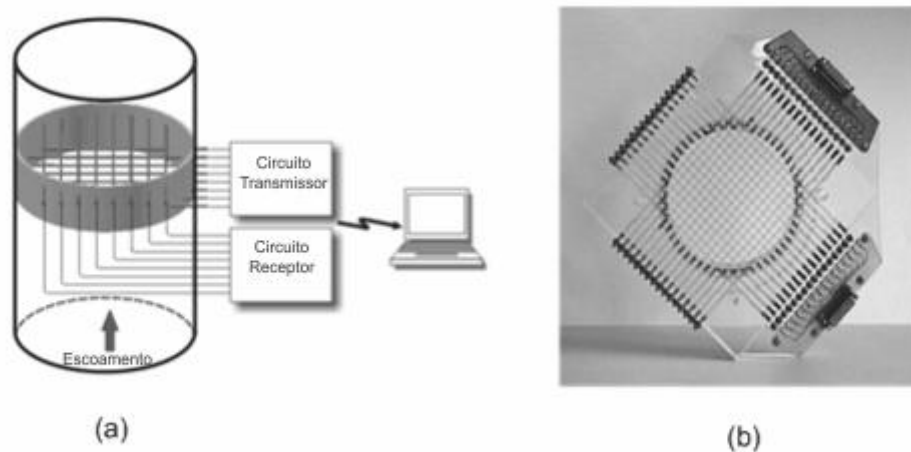 Circuito
Transmissor
Circuito
Receptor
Escoamento
(a)
(b)